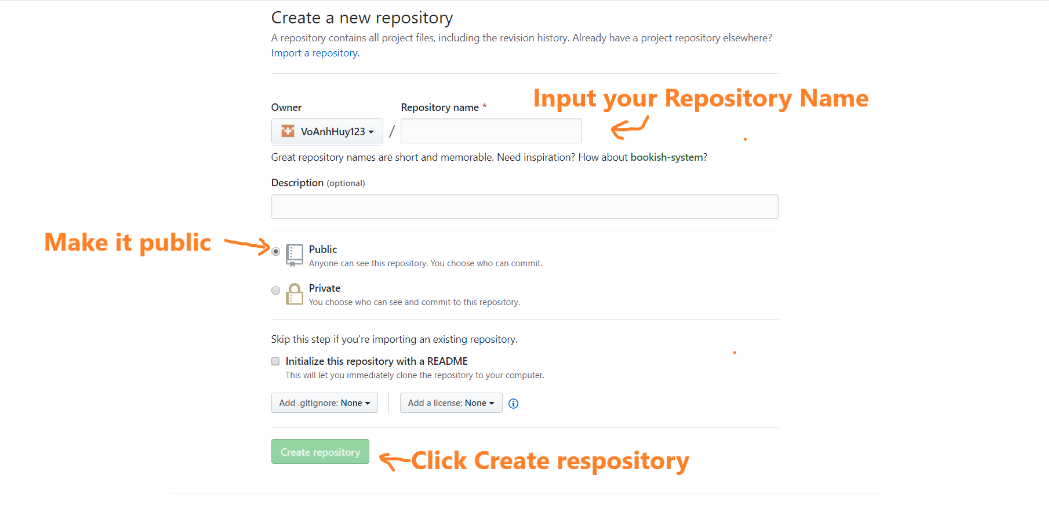 Create a new repository
A repository contains all project files, including the revision history. Already have a project repository elsewhere?
Import a repository.
Owner
Repository name *
Input your Repository Name
VoAnhHuy123 /
Great repository names are short and memorable. Need inspiration? How about bookish-system?
Description (optional)
Make it public
Public
Anyone can see this repository. You choose who can commit.
Private
You choose who can see and commit to this repository.
Skip this step if you're importing an existing repository.
Initialize this repository with a README
This will let you immediately clone the repository to your computer.
Add .gitignore: None
Add a license: None
Create repository
Click Create respository